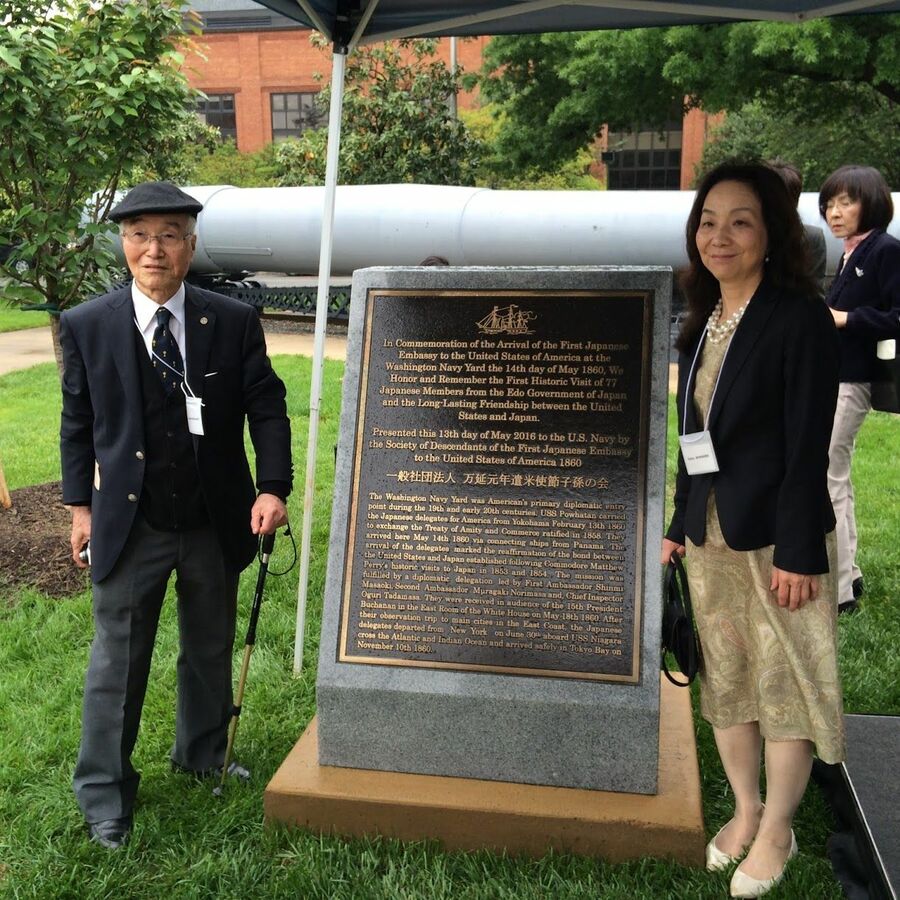 In Commemoration of the Arrival of the First Japanese
Embassy to the United States of America at the
Washington Navy Yard the 14th day of May 1860, We
Honor and Remember the First Historic Visit of 77
Japanese Members from the Edo Government of Japan
and the Long-Lasting Friendship between the United
States and Japan.
Presented this 13th day of May 2016 to the U.S. Navy by
the Society of Descendants of the First Japanese Embassy
to the United States of America 1860
一般社団法人 万延元年遣米使節子孫の会
The Washington Navy Yard was American's primary diplomatic entry
point during the 19th and early 20th centuries. USS Powhatan carried
the Japanese delegates for America from Yokohama February 13th 1860
to exchange the Treaty of Amity and Commerce ratified in 1858. They
arrived here May 14th 1860 via connecting ships from Panama. The
arrival of the delegates marked the reaffirmation of the bond between
the United States and Japan established following Commodore Matthew
Perry's historic visits to Japan in 1853 and 1854. The mission was
fulfilled by a diplomatic delegation led by First Ambassador Shinmi
Masaoki, Second Ambassador Muragaki Norimasa and, Chief Inspector
Oguri Tadamasa. They were received in audience of the 15th President
Buchanan in the East Room of the White House on May 18th 1860. After
their observation trip to main cities in the East Coast, the Japanese
delegates departed from New York on June 30th aboard USS Niagara
cross the Atlantic and Indian Ocean and arrived safely in Tokyo Bay on
November 10th 1860.